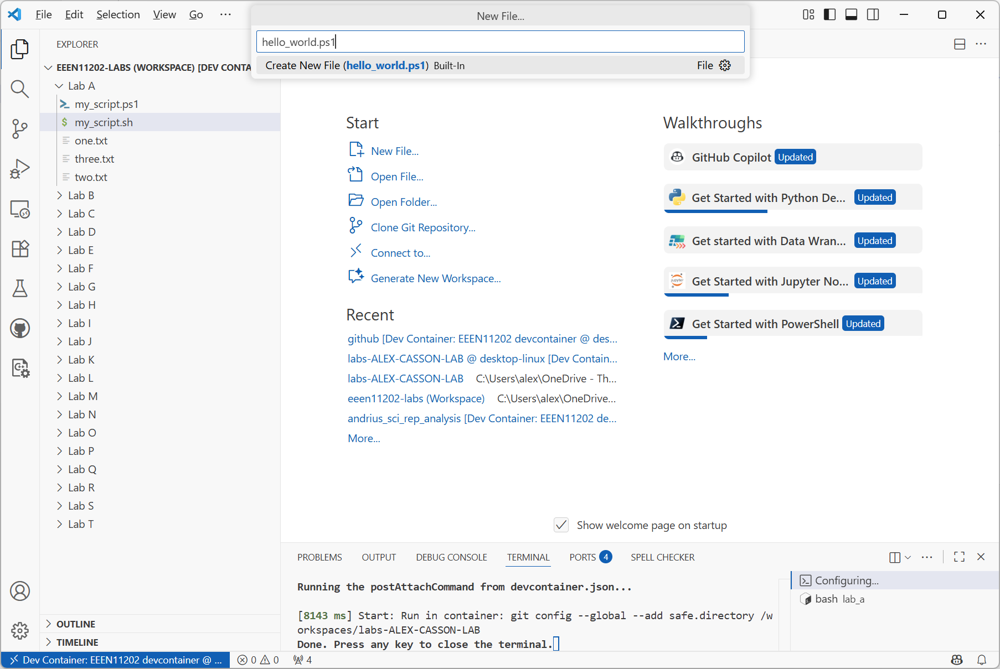 File Edit Selection View Go ···
New File...
hello_world.ps1
Create New File (hello_world.ps1) Built-In File
EXPLORER
EEEN11202-LABS (WORKSPACE) [DEV CONTA
Lab A
my_script.ps1
$ my_script.sh
one.txt
three.txt
two.txt
Lab B
Lab C
Lab D
Lab E
Lab F
Lab G
Lab H
Lab I
Lab J
Lab K
Lab L
Lab M
Lab N
Lab O
Lab P
Lab Q
Lab R
Lab S
Lab T
OUTLINE
TIMELINE
Start
New File...
Open File...
Open Folder...
Clone Git Repository...
Connect to...
Generate New Workspace...
Recent
github [Dev Container: EEEN11202 devcontainer @ des...
labs-ALEX-CASSON-LAB @ desktop-linux [Dev Contain...
labs-ALEX-CASSON-LAB C:\Users\alex\OneDrive - Th...
eeen11202-labs (Workspace) C:\Users\alex\OneDrive...
andrius_sci_rep_analysis [Dev Container: EEEN11202 de...
More...
Walkthroughs
GitHub Copilot Updated
Get Started with Python De... Updated
Get started with Data Wran... Updated
jupyter Get Started with Jupyter No... Updated
Get Started with PowerShell Updated
More...
Show welcome page on startup
PROBLEMS OUTPUT DEBUG CONSOLE TERMINAL PORTS 4 SPELL CHECKER
Running the postAttachCommand from devcontainer.json...
[8143 ms] Start: Run in container: git config --global --add safe.directory /w
orkspaces/labs-ALEX-CASSON-LAB
Done. Press any key to close the terminal.
Configuring...
bash lab_a
Dev Container: EEEN11202 devcontainer @ ... 0 0 4